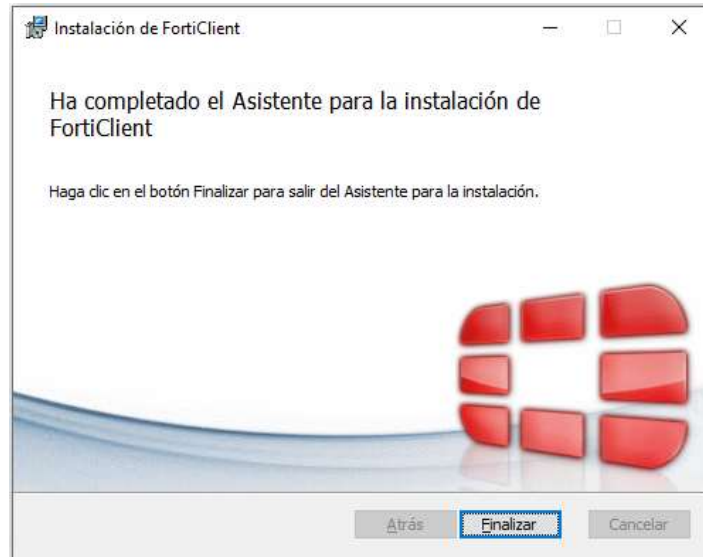 Instalación de FortiClient
Ha completado el Asistente para la instalación de
FortiClient
Haga clic en el botón Finalizar para salir del Asistente para la instalación.
Atrás
Finalizar
Cancelar